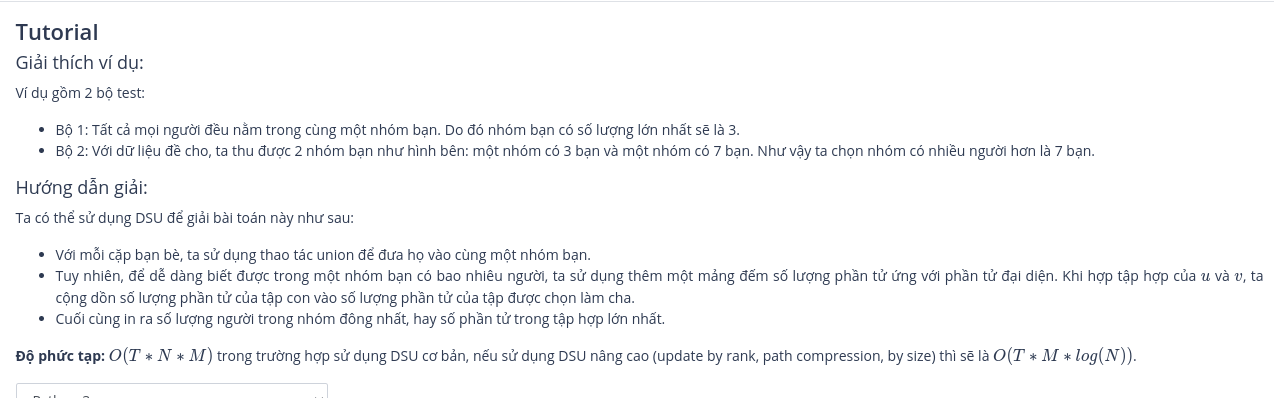 Tutorial
Giải thích ví dụ:
Ví dụ gồm 2 bộ test:
• Bộ 1: Tất cả mọi người đều nằm trong cùng một nhóm bạn. Do đó nhóm bạn có số lượng lớn nhất sẽ là 3.
• Bộ 2: Với dữ liệu đề cho, ta thu được 2 nhóm bạn như hình bên: một nhóm có 3 bạn và một nhóm có 7 bạn. Như vậy ta chọn nhóm có nhiều người hơn là 7 bạn.
Hướng dẫn giải:
Ta có thể sử dụng DSU để giải bài toán này như sau:
• Với mỗi cặp bạn bè, ta sử dụng thao tác union để đưa họ vào cùng một nhóm bạn.
• Tuy nhiên, để dễ dàng biết được trong một nhóm bạn có bao nhiêu người, ta sử dụng thêm một mảng đếm số lượng phần tử ứng với phần tử đại diện. Khi hợp tập hợp của u và v, ta
cộng dồn số lượng phần tử của tập con vào số lượng phần tử của tập được chọn làm cha.
• Cuối cùng in ra số lượng người trong nhóm đông nhất, hay số phần tử trong tập hợp lớn nhất.
Độ phức tạp: O(T * N * M) trong trường hợp sử dụng DSU cơ bản, nếu sử dụng DSU nâng cao (update by rank, path compression, by size) thì sẽ là O(T * M * log(N)).